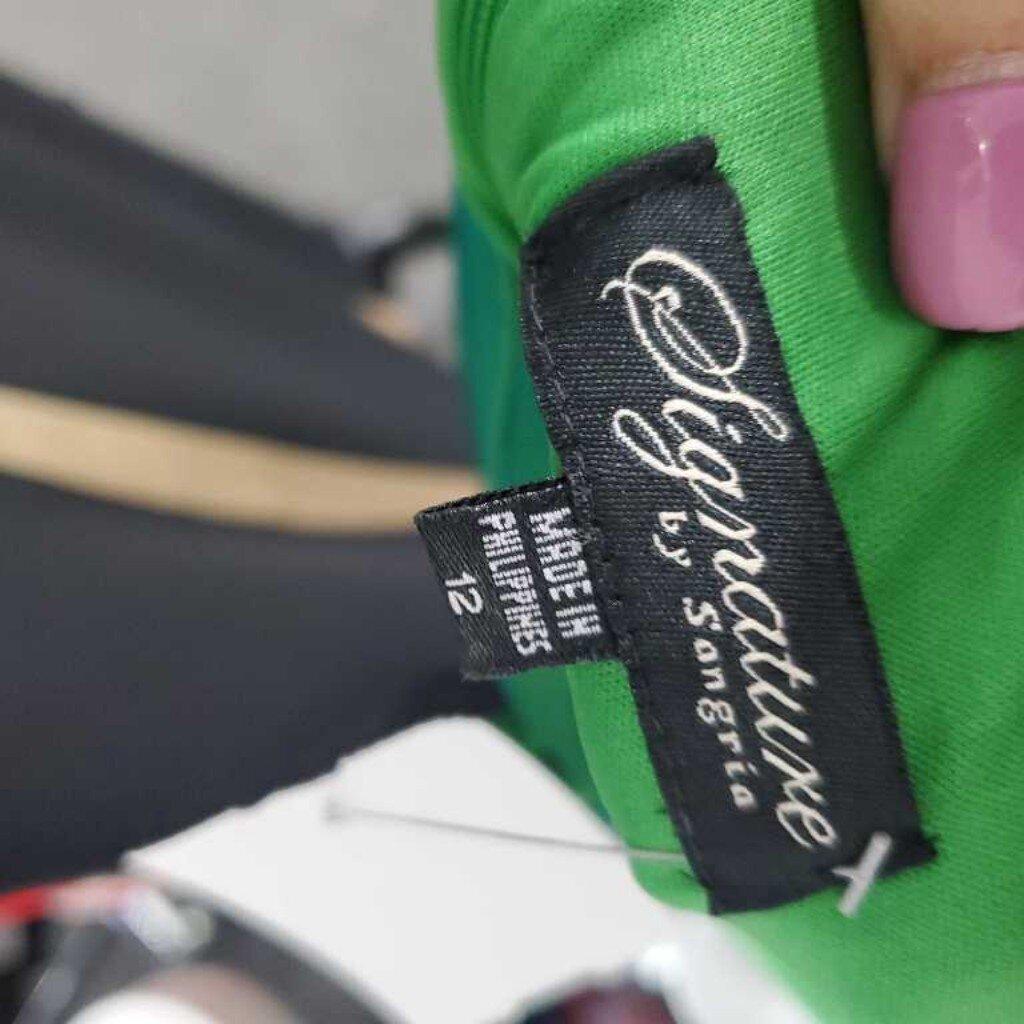 Signature
by Sangria
MADE IN
PHILIPPINES
12